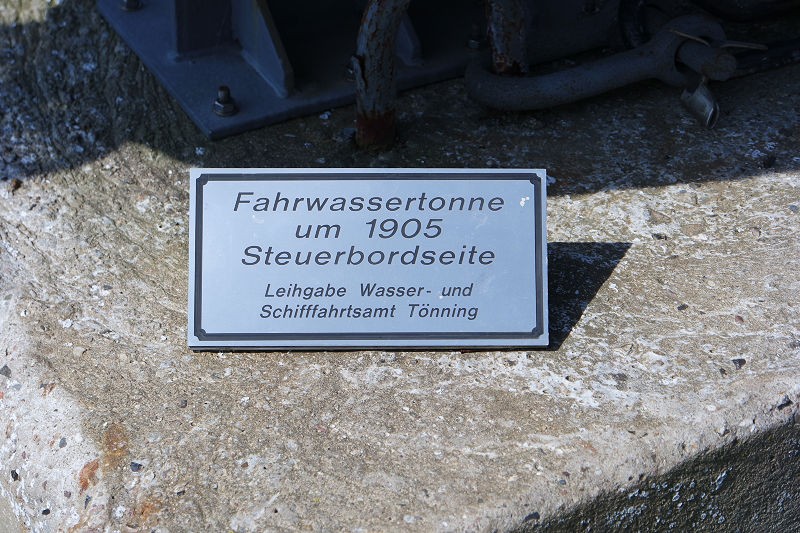 Fahrwassertonne
um 1905
Steuerbordseite
Leihgabe Wasser- und
Schifffahrtsamt Tönning